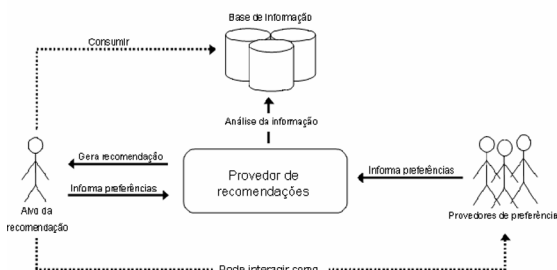 Base de Informação
Consumir
Análise da informação
Gera recomendação
Provedor de
recomendações
Informa preferências
Informa preferências
Alvo da
recomendação
Provedores de preferência
Pode interagir como